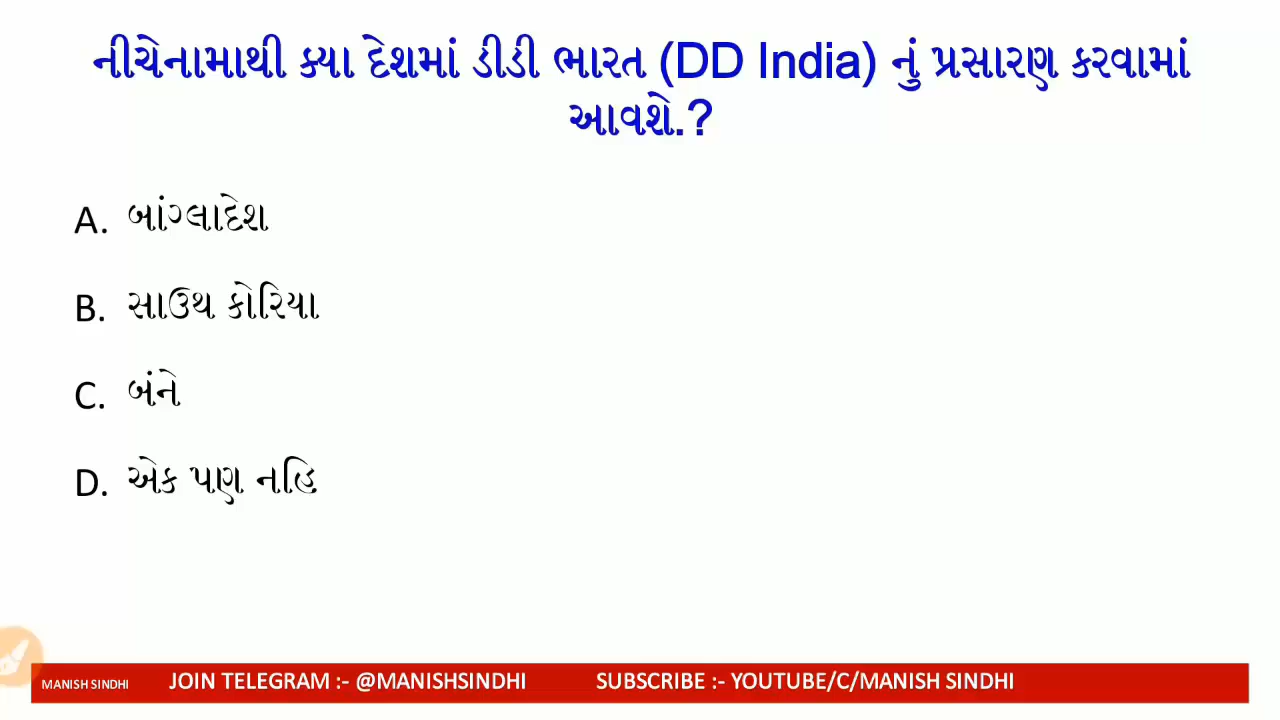 નીચેનામાથી ક્યા દેશમાં ડીડી ભારત (DD India) નું પ્રસારણ કરવામાં
આવશે.?
A. બાંગ્લાદેશ
B. સાઉથ કોરિયા
C. બંને
D. એક પણ નહિ
MANISH SINDHI JOIN TELEGRAM :- @MANISHSINDHI SUBSCRIBE :- YOUTUBE/C/MANISH SINDHI